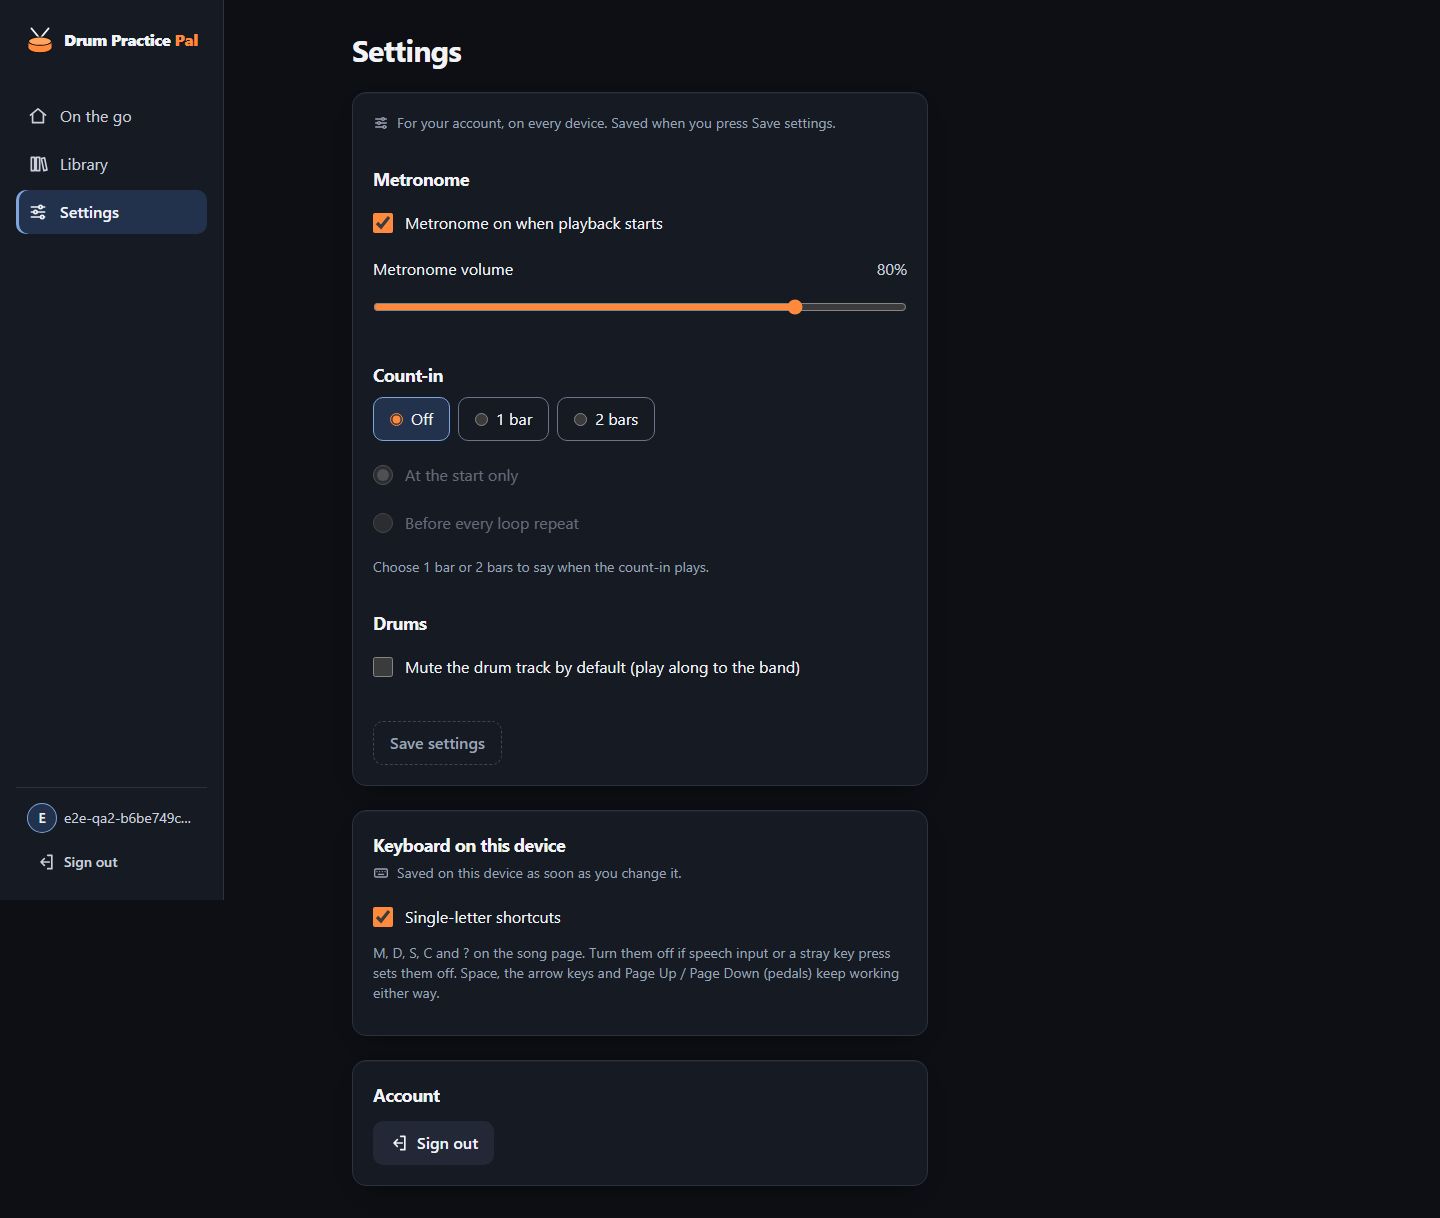 Drum Practice Pal
On the go
Library
Settings
e2e-qa2-b6be749c...
Sign out
Settings
For your account, on every device. Saved when you press Save settings.
Metronome
Metronome on when playback starts
Metronome volume 80%
Count-in
Off 1 bar 2 bars
At the start only
Before every loop repeat
Choose 1 bar or 2 bars to say when the count-in plays.
Drums
Mute the drum track by default (play along to the band)
Save settings
Keyboard on this device
Saved on this device as soon as you change it.
Single-letter shortcuts
M, D, S, C and ? on the song page. Turn them off if speech input or a stray key press
sets them off. Space, the arrow keys and Page Up / Page Down (pedals) keep working
either way.
Account
Sign out